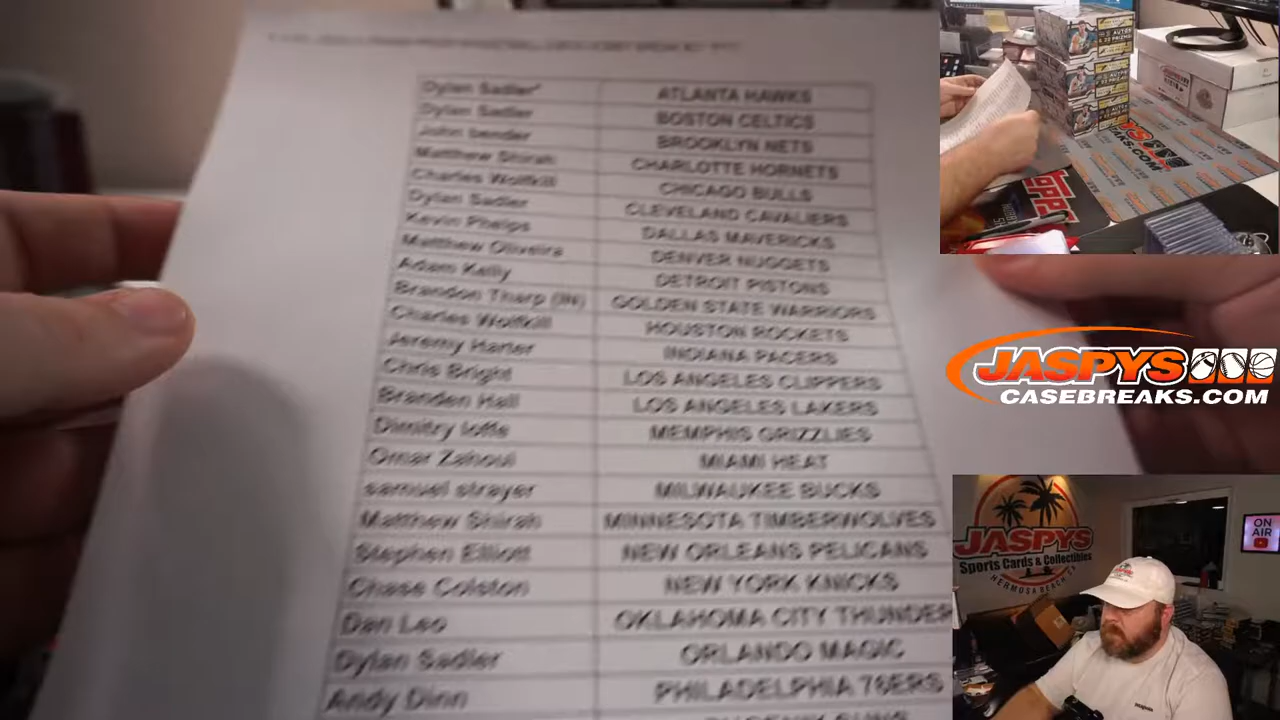 Dylan Sadler* ATLANTA HAWKS
Dylan Sadler BOSTON CELTICS
John bender BROOKLYN NETS
Matthew Shirah CHARLOTTE HORNETS
Charles Wolfkill CHICAGO BULLS
Dylan Sadler CLEVELAND CAVALIERS
Kevin Phelps DALLAS MAVERICKS
Matthew Oliveira DENVER NUGGETS
Adam Kelly DETROIT PISTONS
Brandon Tharp (IN) GOLDEN STATE WARRIORS
Charles Wolfkill HOUSTON ROCKETS
Jeremy Harter INDIANA PACERS
Chris Bright LOS ANGELES CLIPPERS
Branden Hall LOS ANGELES LAKERS
Dimitry Ioffe MEMPHIS GRIZZLIES
Omar Zahoui MIAMI HEAT
samuel strayer MILWAUKEE BUCKS
Matthew Shirah MINNESOTA TIMBERWOLVES
Stephen Elliott NEW ORLEANS PELICANS
Chase Colston NEW YORK KNICKS
Dan Leo OKLAHOMA CITY THUNDER
Dylan Sadler ORLANDO MAGIC
Andy Dinn PHILADELPHIA 76ERS
PHOENIX SUNS
TOPPS
JASPYS
CASEBREAKS.COM
JASPYS
Sports Cards & Collectibles
HERMOSA BEACH CA
ON
AIR